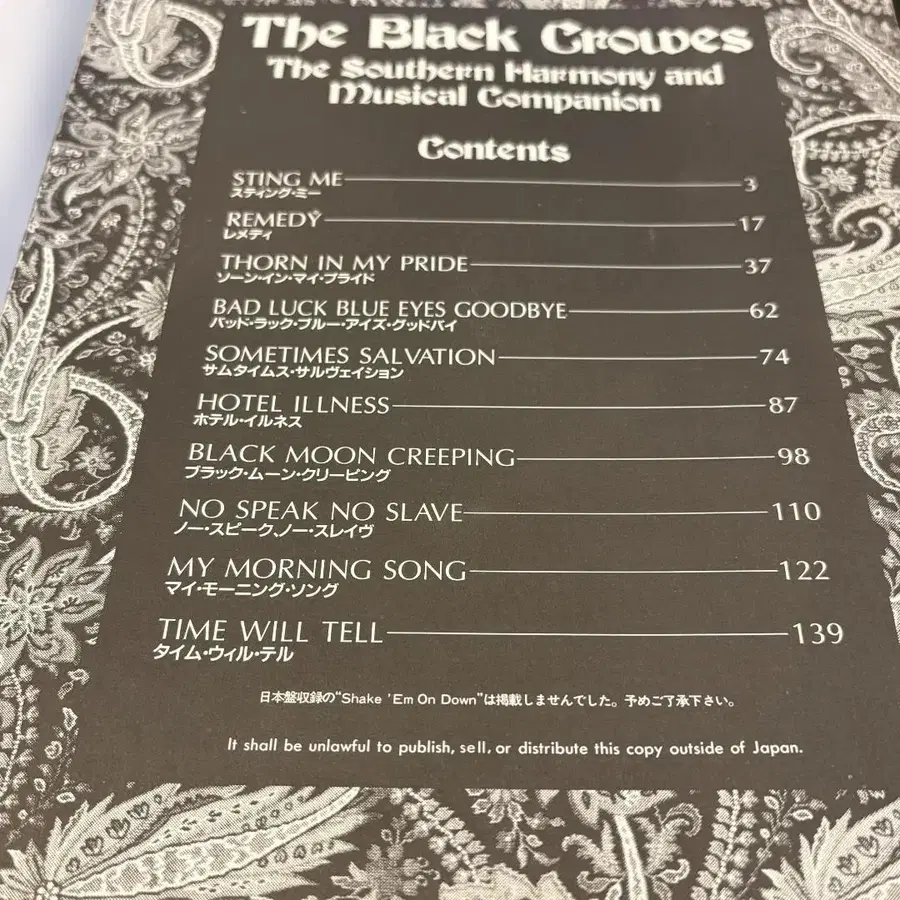 The Black Crowes
The Southern Harmony and
Musical Companion
Contents
STING ME 3
スティング・ミー
REMEDY 17
レメディ
THORN IN MY PRIDE 37
ソーン・イン・マイ・プライド
BAD LUCK BLUE EYES GOODBYE 62
バッド・ラック・ブルー・アイズ・グッドバイ
SOMETIMES SALVATION 74
サムタイムス・サルヴェイション
HOTEL ILLNESS 87
ホテル・イルネス
BLACK MOON CREEPING 98
ブラック・ムーン・クリーピング
NO SPEAK NO SLAVE 110
ノー・スピーク、ノー・スレイヴ
MY MORNING SONG 122
マイ・モーニング・ソング
TIME WILL TELL 139
タイム・ウィル・テル
日本盤収録の“Shake 'Em On Down”は掲載しませんでした。予めご了承下さい。
It shall be unlawful to publish, sell, or distribute this copy outside of Japan.